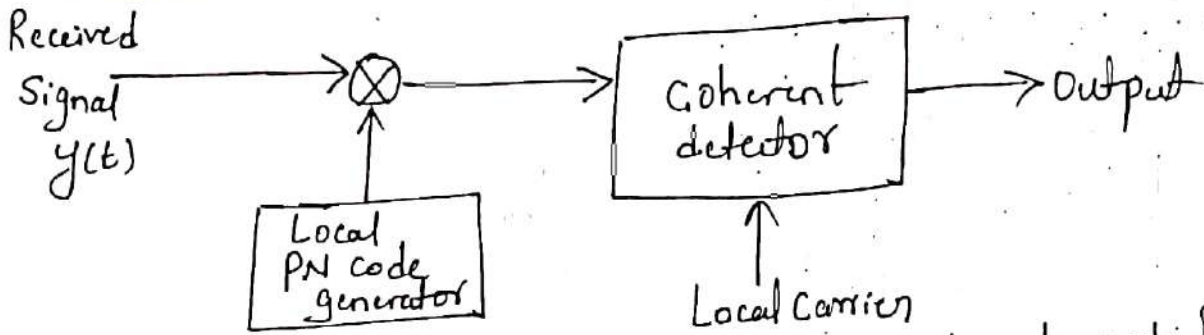 Received
Signal
y(t)
Coherent
detector
Output
Local
PN code
generator
Local Carrier